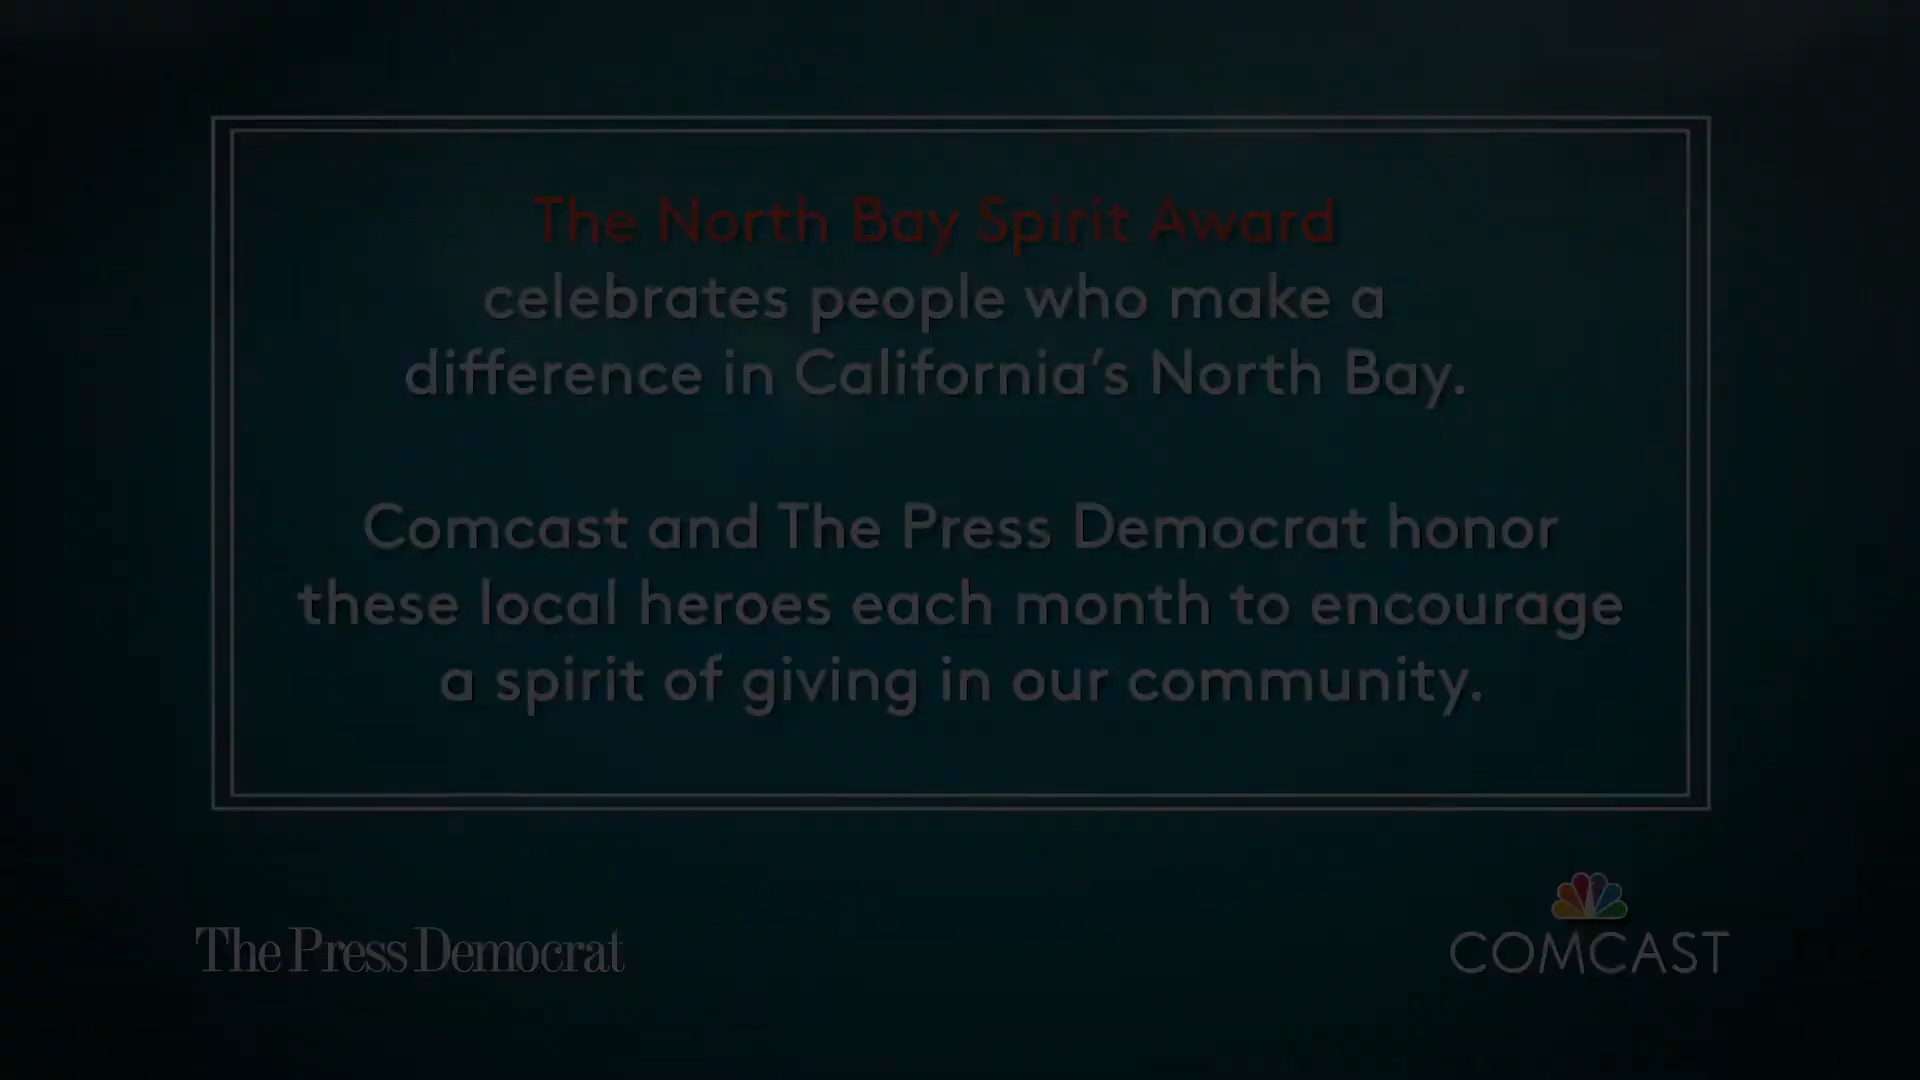 The North Bay Spirit Award
celebrates people who make a
difference in California’s North Bay.
Comcast and The Press Democrat honor
these local heroes each month to encourage
a spirit of giving in our community.
The Press Democrat
COMCAST